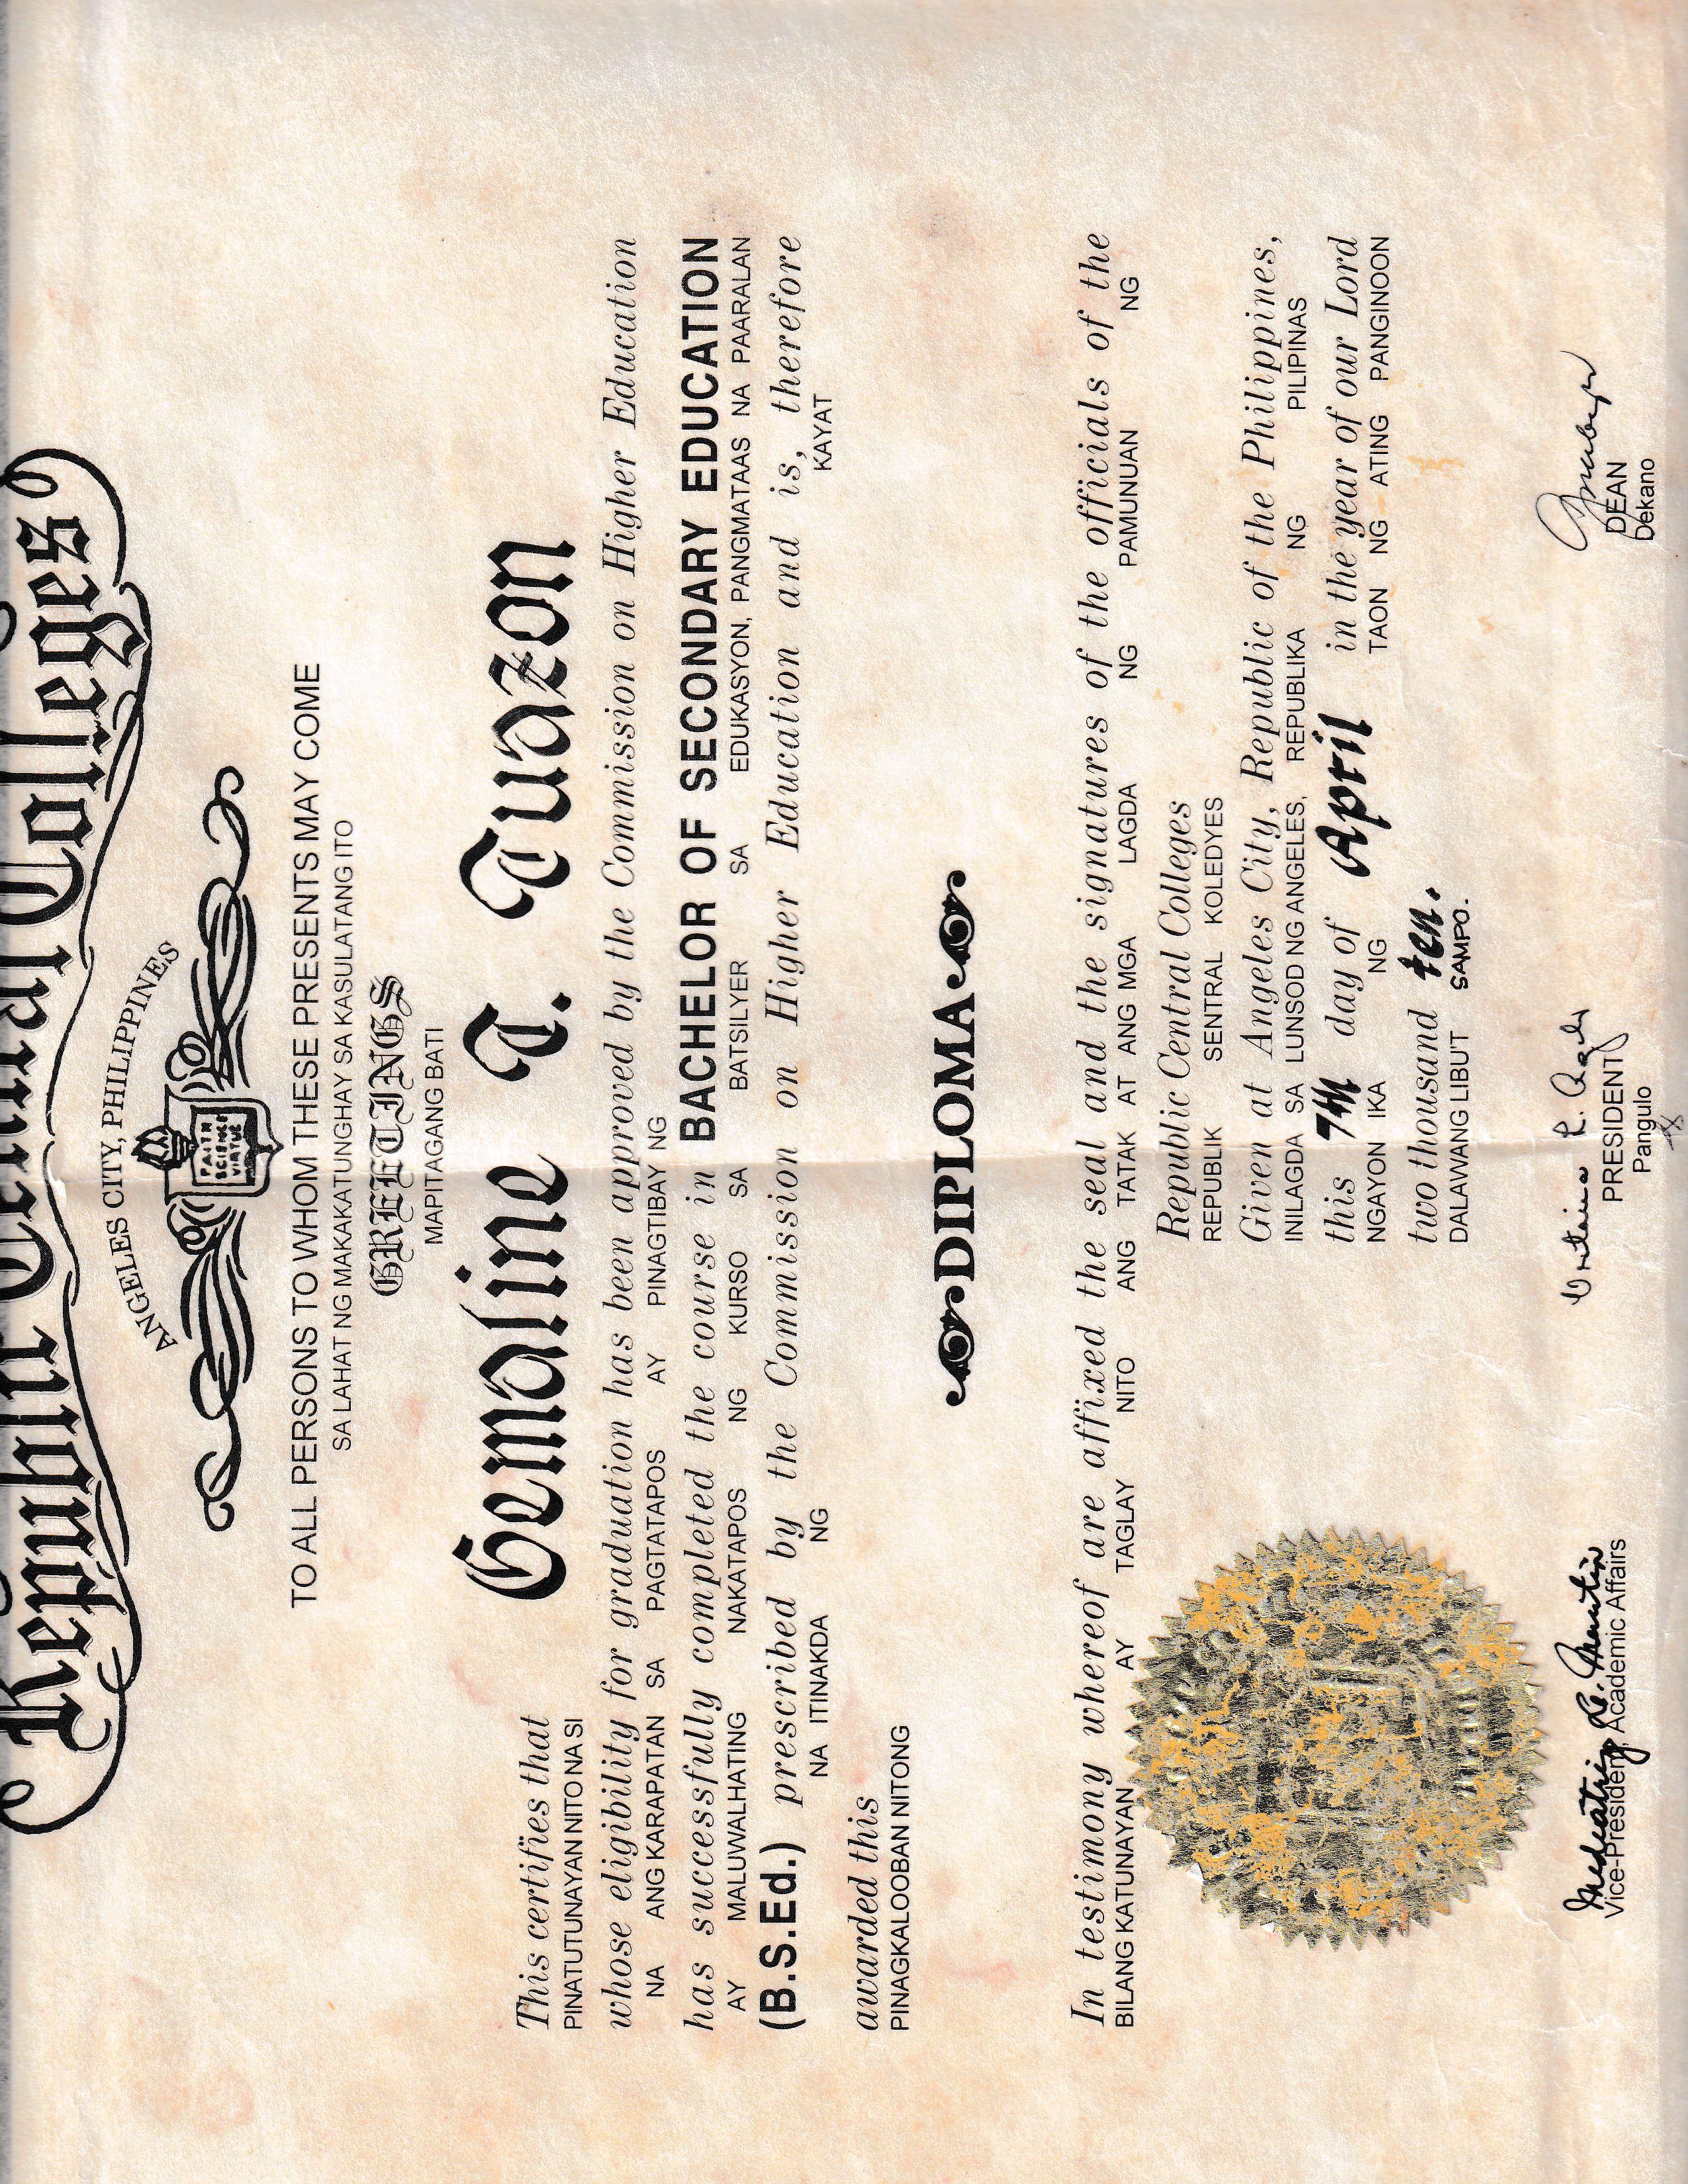 Republic Central Colleges
ANGELES CITY, PHILIPPINES
FAITH
SCIENCE
VIRTUE
TO ALL PERSONS TO WHOM THESE PRESENTS MAY COME
SA LAHAT NG MAKAKATUNGHAY SA KASULATANG ITO
GREETINGS
MAPITAGANG BATI
This certifies that Gemaline T. Tuazon
PINATUTUNAYAN NITO NA SI
whose eligibility for graduation has been approved by the Commission on Higher Education
NA ANG KARAPATAN SA PAGTATAPOS AY PINAGTIBAY NG
has successfully completed the course in BACHELOR OF SECONDARY EDUCATION
AY MALUWALHATING NAKATAPOS NG KURSO SA BATSILYER SA EDUKASYON, PANGMATAAS NA PAARALAN
(B.S.Ed.) prescribed by the Commission on Higher Education and is, therefore
NA ITINAKDA NG KAYAT
awarded this
PINAGKALOOBAN NITONG
DIPLOMA
In testimony whereof are affixed the seal and the signatures of the officials of the
BILANG KATUNAYAN AY TAGLAY NITO ANG TATAK AT ANG MGA LAGDA NG PAMUNUAN NG
Republic Central Colleges
REPUBLIK SENTRAL KOLEDYES
Given at Angeles City, Republic of the Philippines,
INILAGDA SA LUNSOD NG ANGELES, REPUBLIKA NG PILIPINAS
this 7th day of April in the year of our Lord
NGAYON IKA NG TAON NG ATING PANGINOON
two thousand ten.
DALAWANG LIBU'T SAMPO.
Vice-President, Academic Affairs
PRESIDENT
Pangulo
DEAN
Dekano